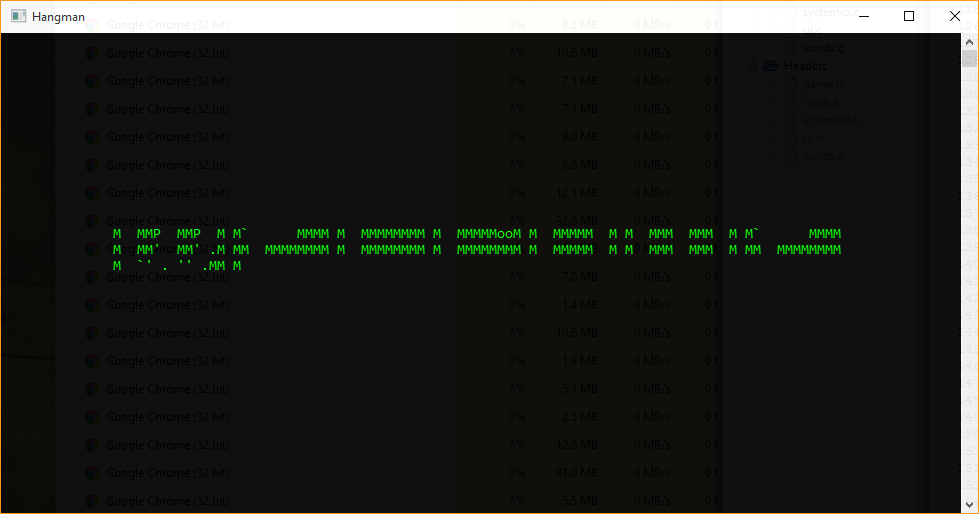 Hangman
systemio.c
ui.c
Google Chrome (32 bit) 0% 8.2 MB 0 MB/s
words.c
Google Chrome (32 bit) 0% 10.6 MB 0 MB/s
Headers
Google Chrome (32 bit) 0% 7.1 MB 0 MB/s
game.h
main.h
Google Chrome (32 bit) 0% 7.1 MB 0 MB/s
systemio.h
Google Chrome (32 bit) 0% 9.0 MB 0 MB/s
ui.h
words.h
Google Chrome (32 bit) 0% 8.8 MB 0 MB/s
Google Chrome (32 bit) 0% 12.1 MB 0 MB/s
Google Chrome (32 bit) 0% 32.8 MB 0 MB/s
M  MMP  MMP  M M`      MMMM M  MMMMMMMM M  MMMMMooM M  MMMMM  M M  MMM  MMM  M M`      MMMM
M  MM'  MM' .M MM  MMMMMMMM M  MMMMMMMM M  MMMMMMMM M  MMMMM  M M  MMM  MMM  M MM  MMMMMMMM
M  `' . '' .MM M
Google Chrome (32 bit) 0% 7.0 MB 0 MB/s
Google Chrome (32 bit) 0% 1.4 MB 0 MB/s
Google Chrome (32 bit) 0% 10.6 MB 0 MB/s
Google Chrome (32 bit) 0% 1.9 MB 0 MB/s
Google Chrome (32 bit) 0% 5.1 MB 0 MB/s
Google Chrome (32 bit) 0% 2.5 MB 0 MB/s
Google Chrome (32 bit) 0% 12.8 MB 0 MB/s
Google Chrome (32 bit) 0% 81.0 MB 0 MB/s
Google Chrome (32 bit) 0% 5.5 MB 0 MB/s